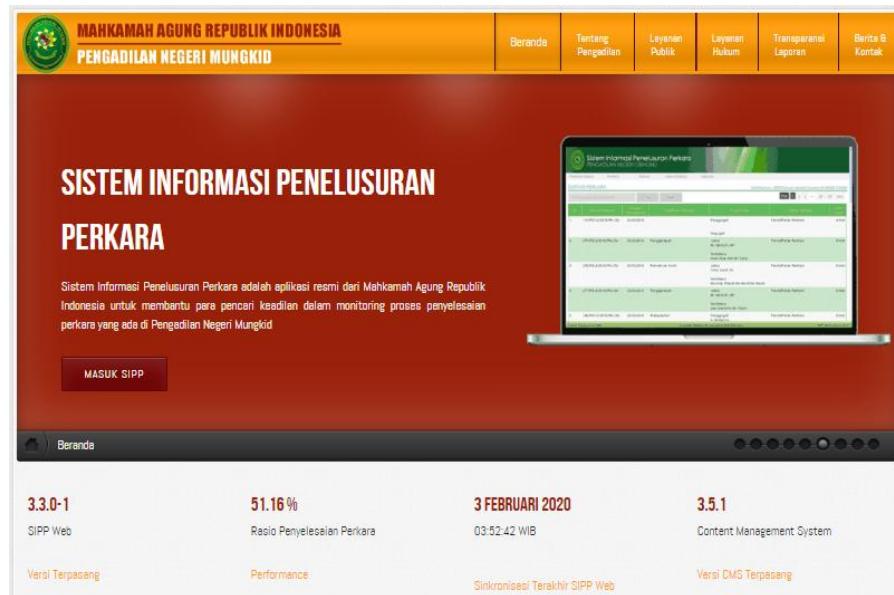 MAHKAMAH AGUNG REPUBLIK INDONESIA
PENGADILAN NEGERI MUNGKID
Beranda
Tentang
Pengadilan
Layanan
Publik
Layanan
Hukum
Transparansi
Laporan
Berita &
Kontak
SISTEM INFORMASI PENELUSURAN
PERKARA
Sistem Informasi Penelusuran Perkara adalah aplikasi resmi dari Mahkamah Agung Republik
Indonesia untuk membantu para pencari keadilan dalam monitoring proses penyelesaian
perkara yang ada di Pengadilan Negeri Mungkid
MASUK SIPP
Sistem Informasi Penelusuran Perkara
Beranda
3.3.0-1
SIPP Web
Versi Terpasang
51.16 %
Rasio Penyelesaian Perkara
Performance
3 FEBRUARI 2020
03:52:42 WIB
Sinkronisasi Terakhir SIPP Web
3.5.1
Content Management System
Versi CMS Terpasang